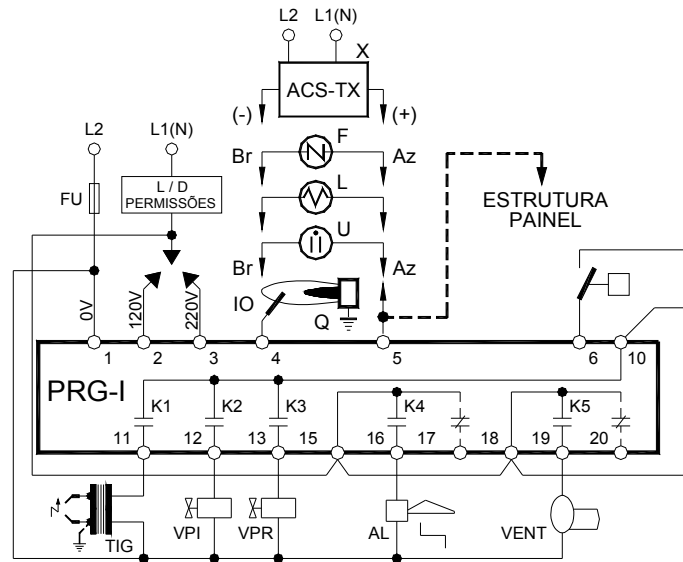 L2 L1(N)
X
ACS-TX
(-) (+)
L2 L1(N)
F
Br Az
FU
L / D
PERMISSÕES
L
ESTRUTURA
PAINEL
U
Br Az
0V 120V 220V
IO
Q
1 2 3 4 5 6 10
PRG-I
K1 K2 K3 K4 K5
11 12 13 15 16 17 18 19 20
TIG VPI VPR AL VENT